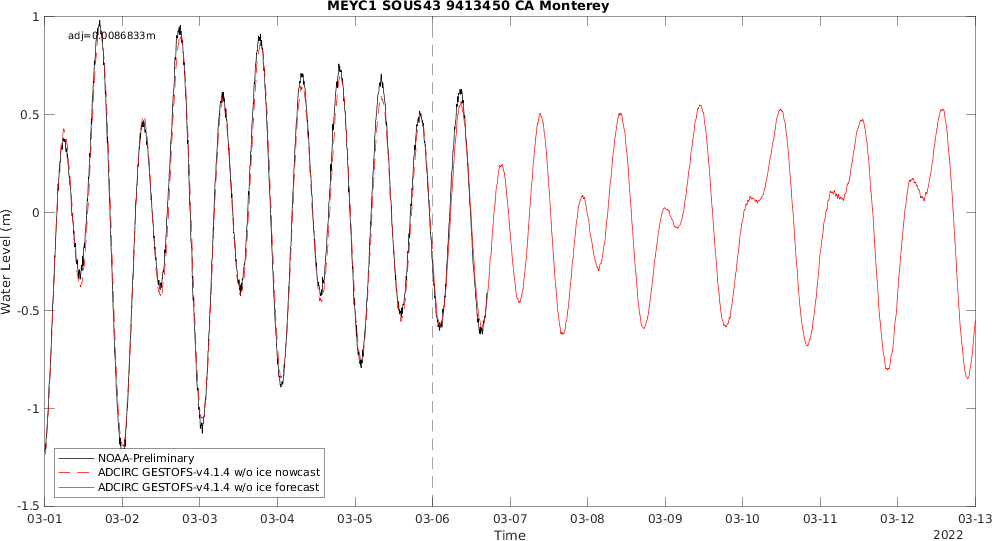 MEYC1 SOUS43 9413450 CA Monterey
adj=0.0086833m
1
0.5
0
-0.5
-1
-1.5
Water Level (m)
NOAA-Preliminary
ADCIRC GESTOFS-v4.1.4 w/o ice nowcast
ADCIRC GESTOFS-v4.1.4 w/o ice forecast
03-01 03-02 03-03 03-04 03-05 03-06 03-07 03-08 03-09 03-10 03-11 03-12 03-13
Time
2022